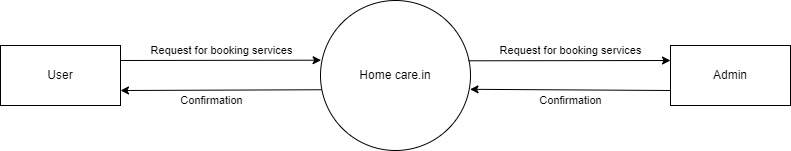 Request for booking services
Request for booking services
User
Home care.in
Admin
Confirmation
Confirmation